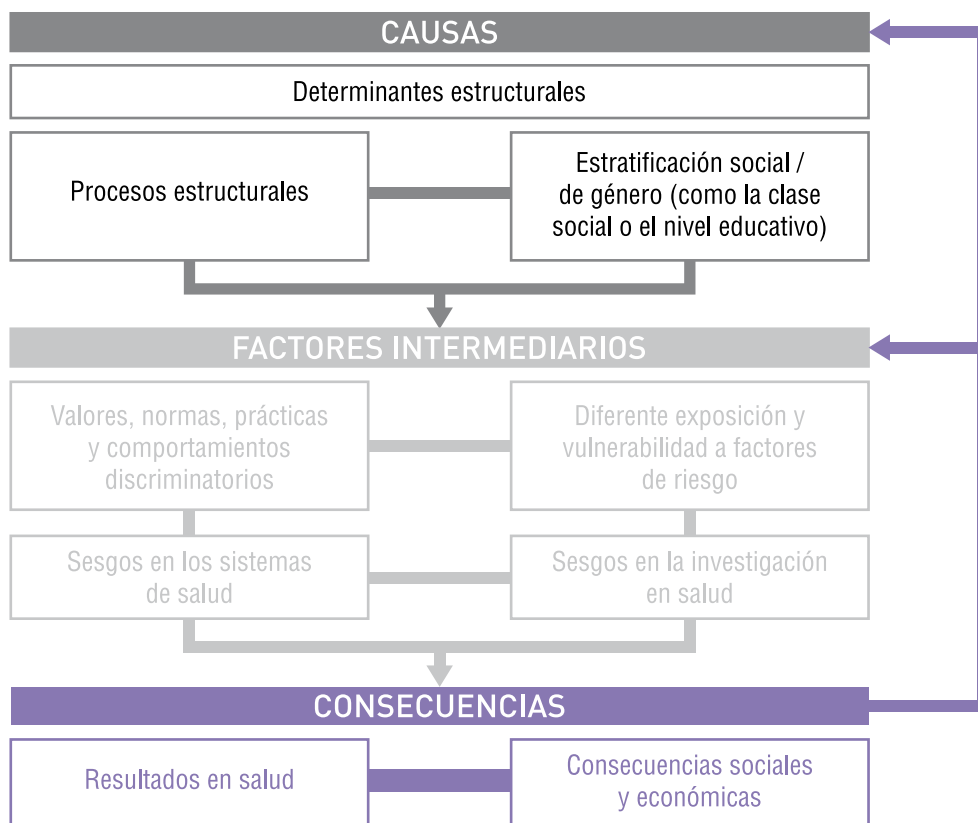 CAUSAS
Determinantes estructurales
Procesos estructurales
Estratificación social /
de género (como la clase
social o el nivel educativo)
FACTORES INTERMEDIARIOS
Valores, normas, prácticas
y comportamientos
discriminatorios
Diferente exposición y
vulnerabilidad a factores
de riesgo
Sesgos en los sistemas
de salud
Sesgos en la investigación
en salud
CONSECUENCIAS
Resultados en salud
Consecuencias sociales
y económicas